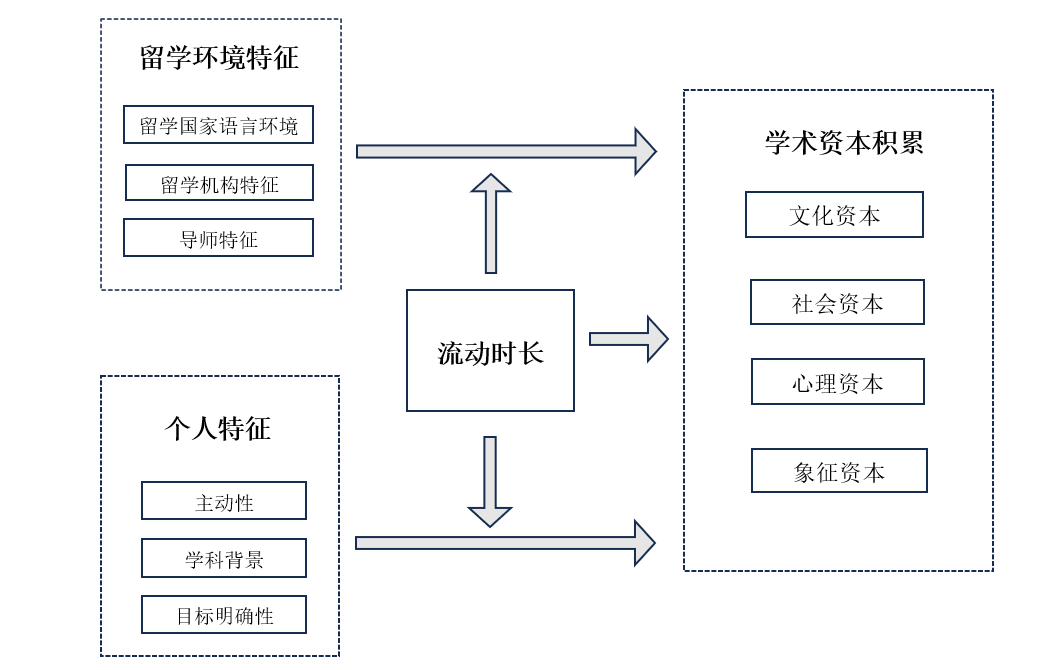 留学环境特征
留学国家语言环境
留学机构特征
导师特征
个人特征
主动性
学科背景
目标明确性
流动时长
学术资本积累
文化资本
社会资本
心理资本
象征资本